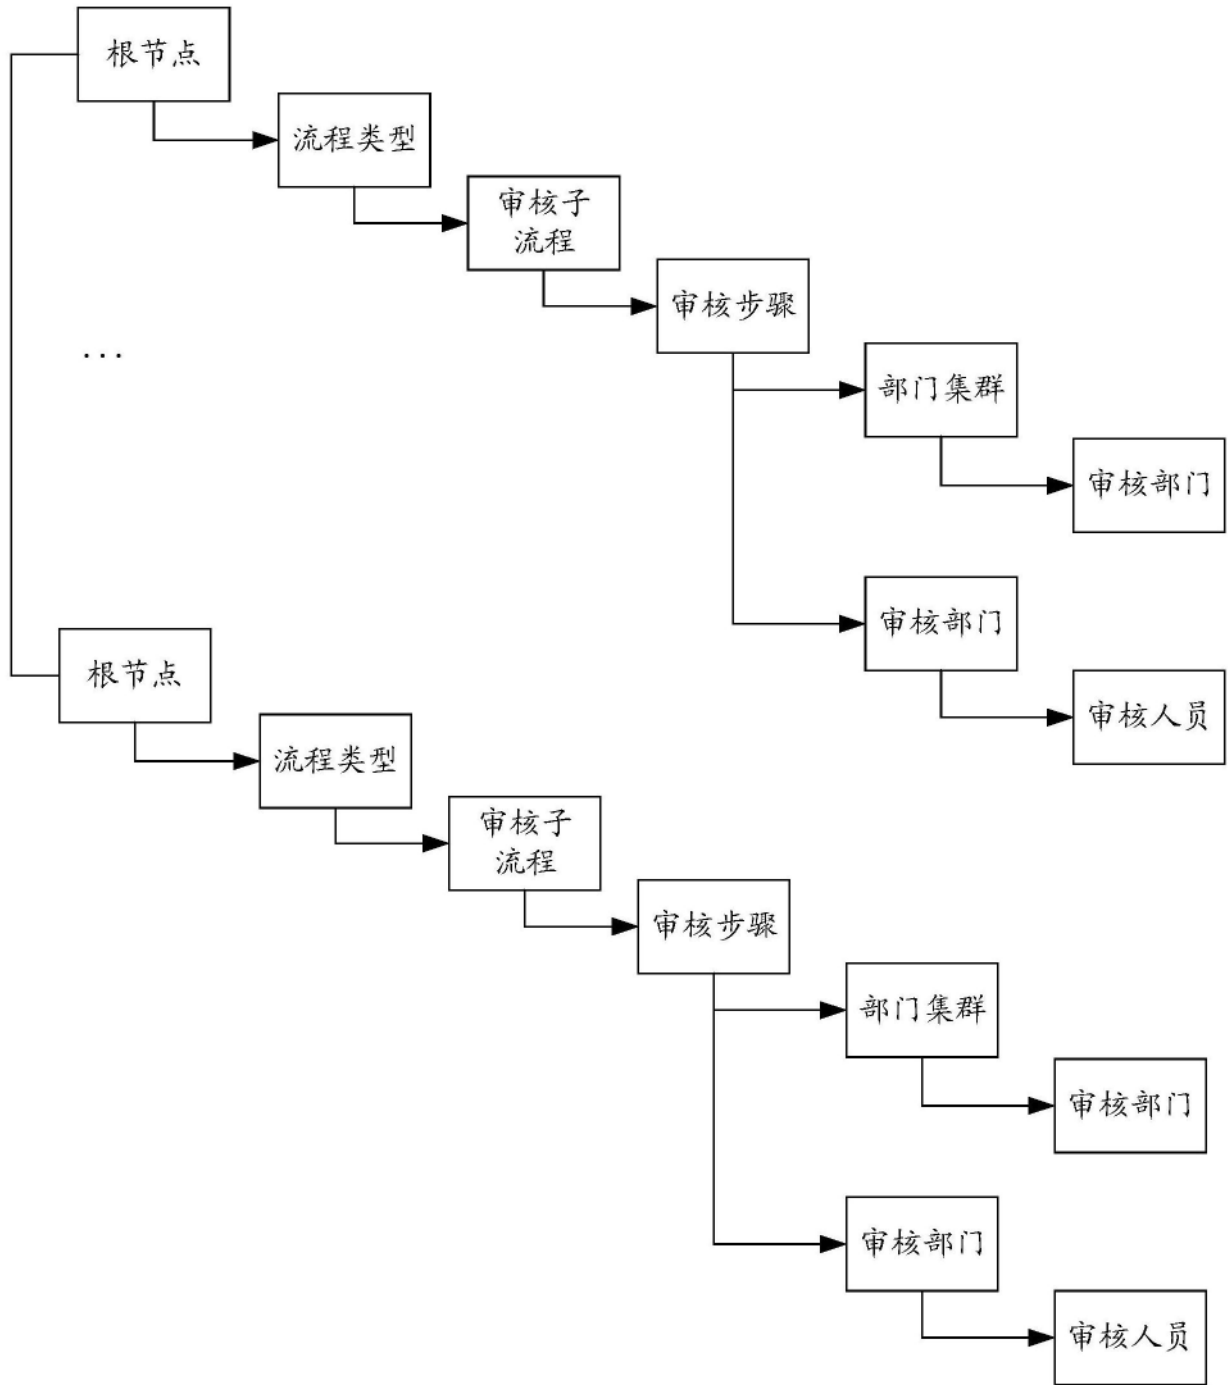 根节点
流程类型
审核子
流程
审核步骤
...
部门集群
审核部门
审核部门
审核人员
根节点
流程类型
审核子
流程
审核步骤
部门集群
审核部门
审核部门
审核人员